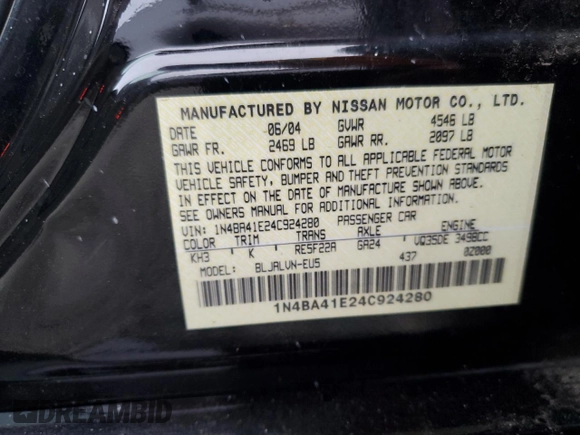 MANUFACTURED BY NISSAN MOTOR CO., LTD.
DATE 06/04 GVWR 4546 LB
GAWR FR. 2469 LB GAWR RR. 2097 LB
THIS VEHICLE CONFORMS TO ALL APPLICABLE FEDERAL MOTOR
VEHICLE SAFETY, BUMPER AND THEFT PREVENTION STANDARDS
IN EFFECT ON THE DATE OF MANUFACTURE SHOWN ABOVE.
SEE OWNERS MANUAL FOR ADDITIONAL INFORMATION.
VIN: 1N4BA41E24C924280 PASSENGER CAR
COLOR TRIM TRANS AXLE ENGINE
KH3 K RE5F22A GA24 VQ35DE 3498CC
MODEL: BLJALVN-EU5 437 02000
1N4BA41E24C924280
DREAMBID